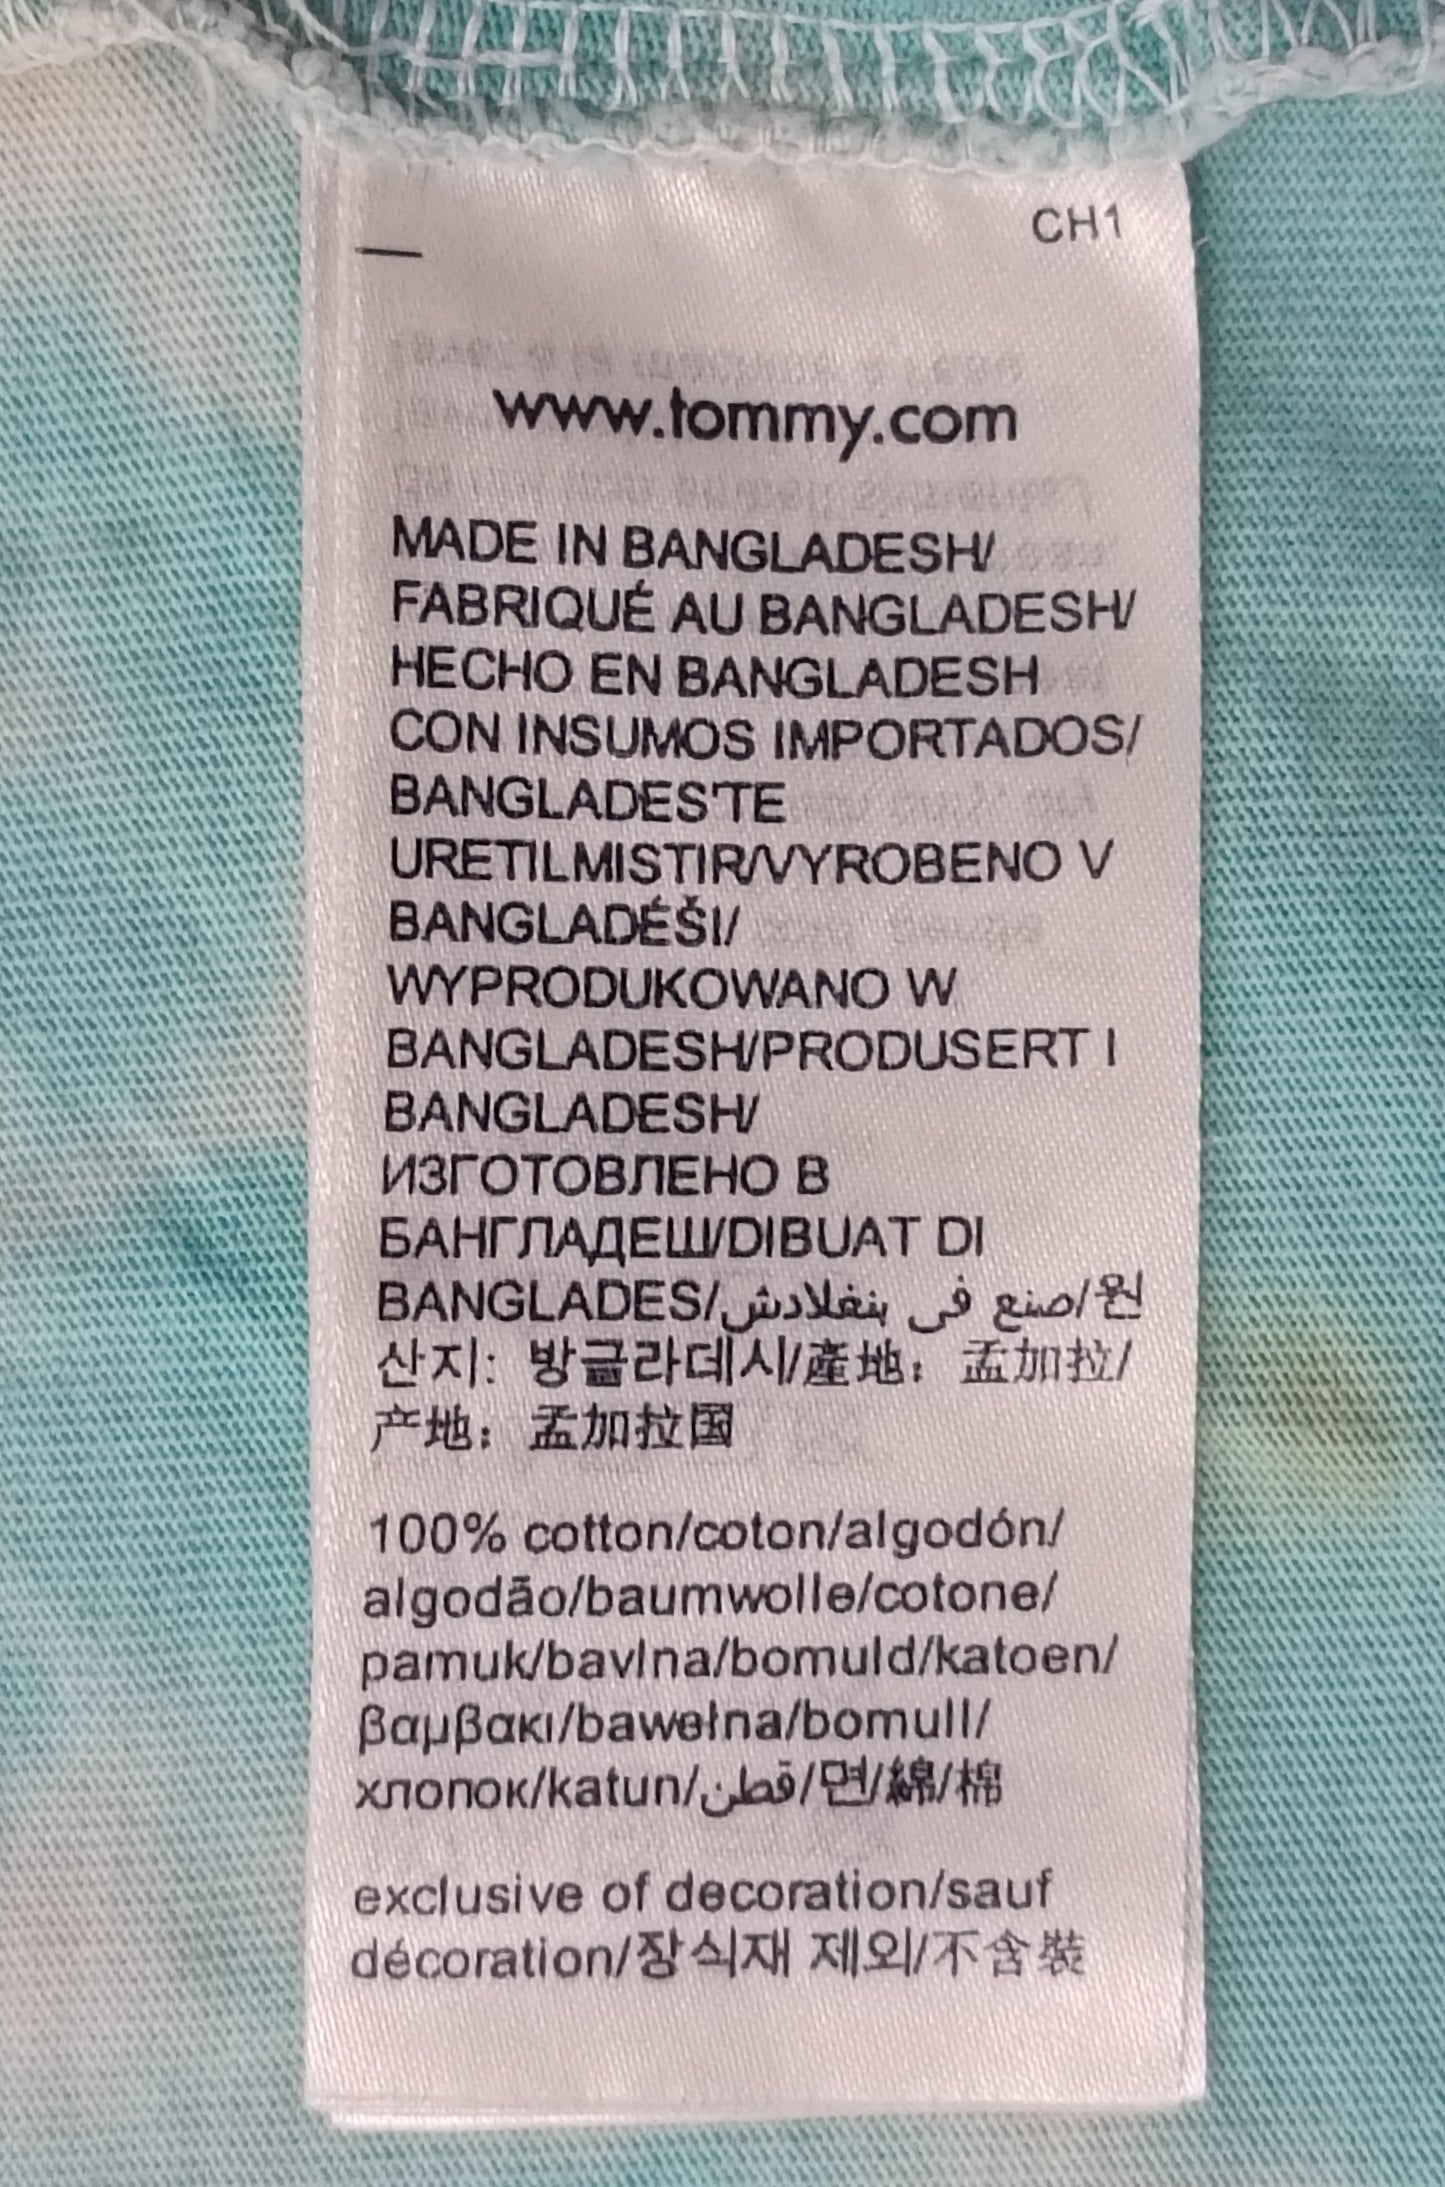 CH1
www.tommy.com
MADE IN BANGLADESH/
FABRIQUÉ AU BANGLADESH/
HECHO EN BANGLADESH
CON INSUMOS IMPORTADOS/
BANGLADES'TE
URETILMISTIR/VYROBENO V
BANGLADÉŠI/
WYPRODUKOWANO W
BANGLADESH/PRODUSERT I
BANGLADESH/
ИЗГОТОВЛЕНО В
БАНГЛАДЕШ/DIBUAT DI
BANGLADES/صنع فى بنغلادش/원
산지: 방글라데시/產地：孟加拉/
产地：孟加拉国
100% cotton/coton/algodón/
algodão/baumwolle/cotone/
pamuk/bavlna/bomuld/katoen/
βαμβακι/bawełna/bomull/
хлопок/katun/قطن/면/綿/棉
exclusive of decoration/sauf
décoration/장식재 제외/不含裝